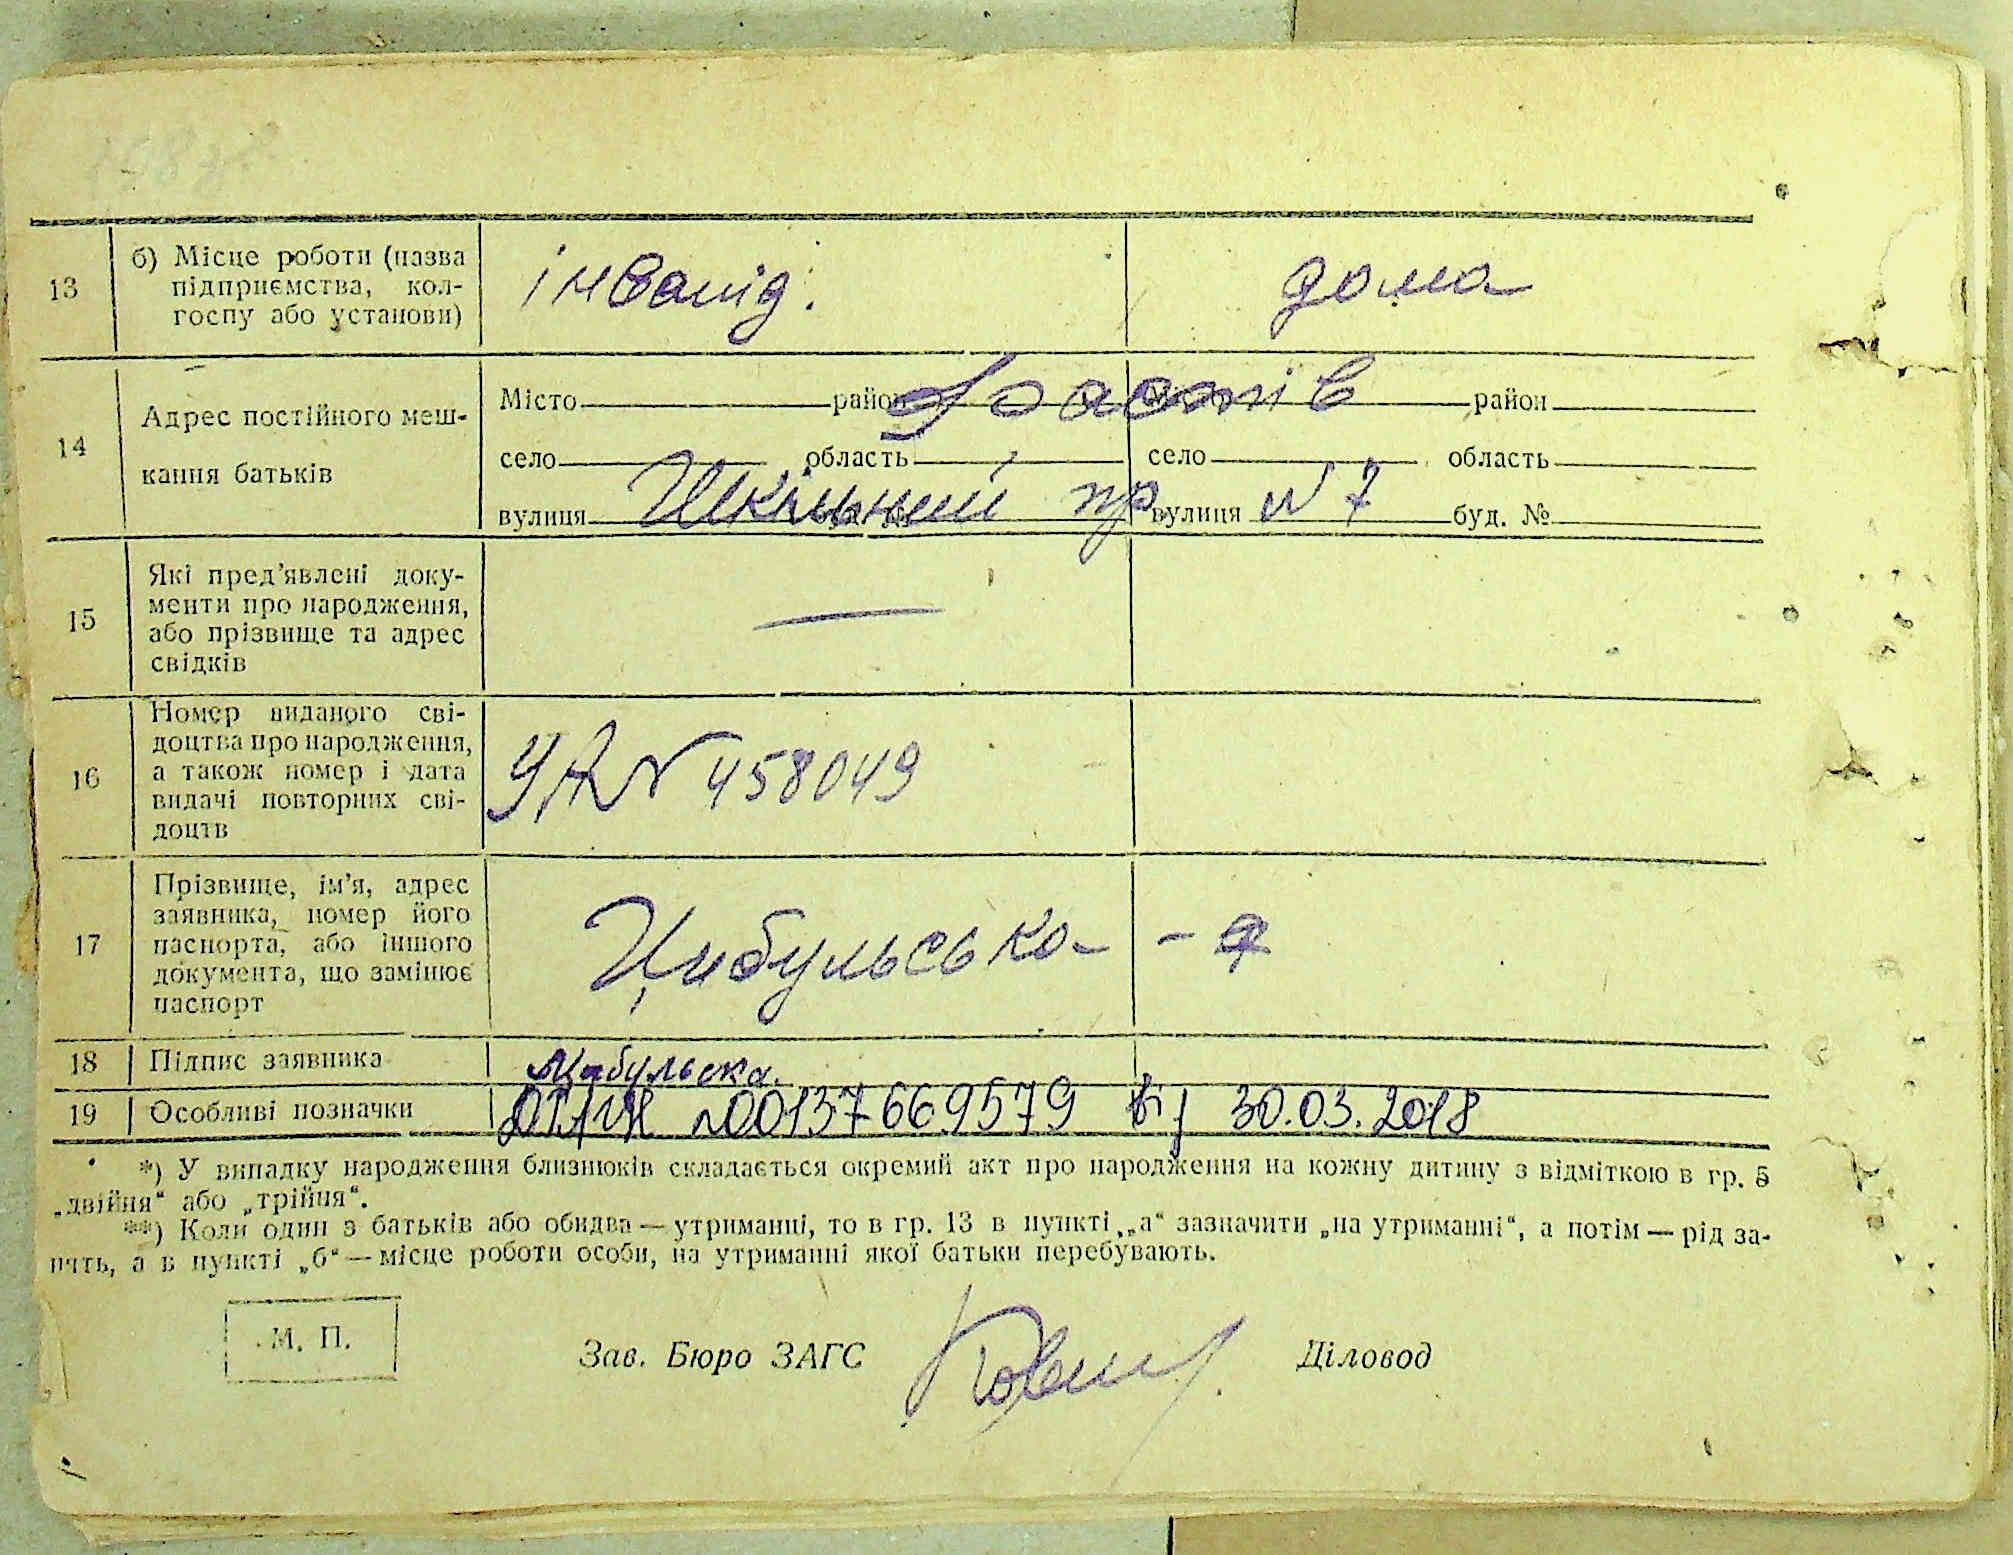 13
б) Місце роботи (назва
підприємства, кол-
госпу або установи)
інвалід.
дома
14
Адрес постійного меш-
кання батьків
Місто район Фастів район
село область село область
вулиця Шкільний пр. вулиця N 7 буд. №
15
Які пред’явлені доку-
менти про народження,
або прізвище та адрес
свідків
—
16
Номер виданого сві-
доцтва про народження,
а також номер і дата
видачі повторних сві-
доцтв
УА N 458049
17
Прізвище, ім’я, адрес
заявника, номер його
паспорта, або іншого
документа, що замінює
паспорт
Цибульська - я
18 Підпис заявника Цибульска.
19 Особливі позначки N00137669579 від 30.03.2018
*) У випадку народження близнюків складається окремий акт про народження на кожну дитину з відміткою в гр. 5
„двійня“ або „трійня“.
**) Коли один з батьків або обидва — утриманці, то в гр. 13 в пункті „а“ зазначити „на утриманні“, а потім — рід за-
нять, а в пункті „б“ — місце роботи особи, на утриманні якої батьки перебувають.
М. П.
Зав. Бюро ЗАГС
Діловод